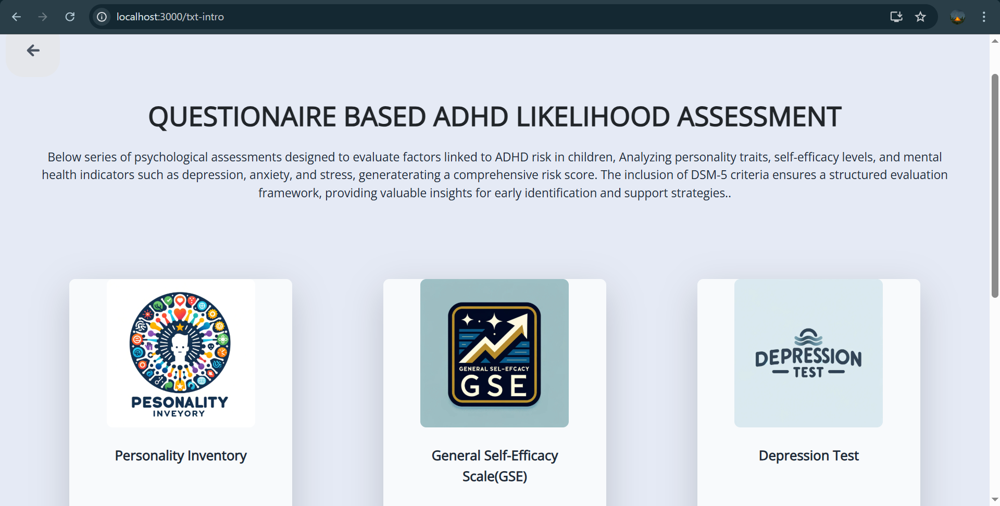 localhost:3000/txt-intro
QUESTIONAIRE BASED ADHD LIKELIHOOD ASSESSMENT
Below series of psychological assessments designed to evaluate factors linked to ADHD risk in children, Analyzing personality traits, self-efficacy levels, and mental
health indicators such as depression, anxiety, and stress, generaterating a comprehensive risk score. The inclusion of DSM-5 criteria ensures a structured evaluation
framework, providing valuable insights for early identification and support strategies..
PESONALITY
INVEYORY
GENERAL SEL-EFCACY
GSE
DEPRESSION
TEST
Personality Inventory
General Self-Efficacy
Scale(GSE)
Depression Test